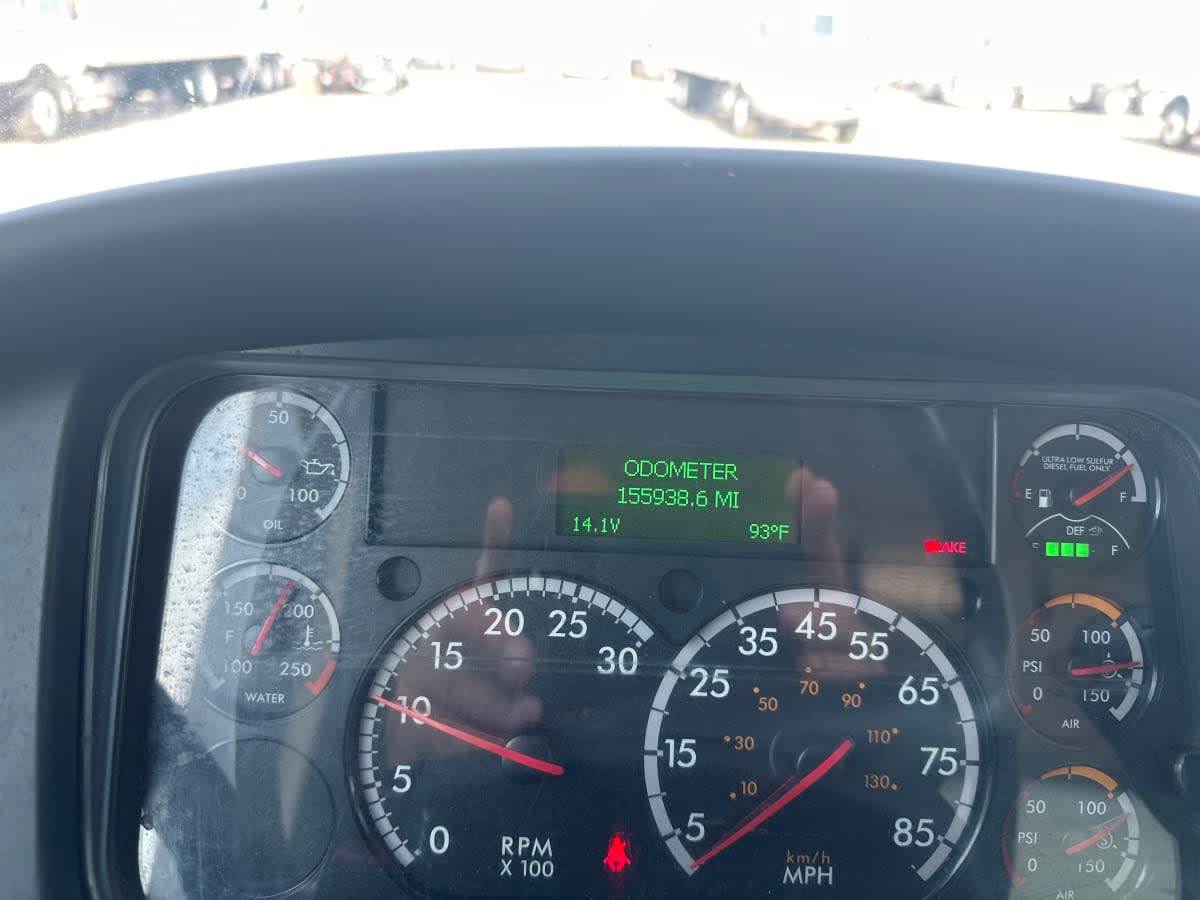 ODOMETER
155938.6 MI
14.1V 93°F
BRAKE
50
0 100
OIL
150 200
F
100 250
WATER
0 5 10 15 20 25 30
RPM
X 100
5 15 25 35 45 55 65 75 85
10 30 50 70 90 110 130
km/h
MPH
ULTRA LOW SULFUR
DIESEL FUEL ONLY
E F
DEF
F
50 100
PSI
0 150
AIR
50 100
PSI
0 150
AIR